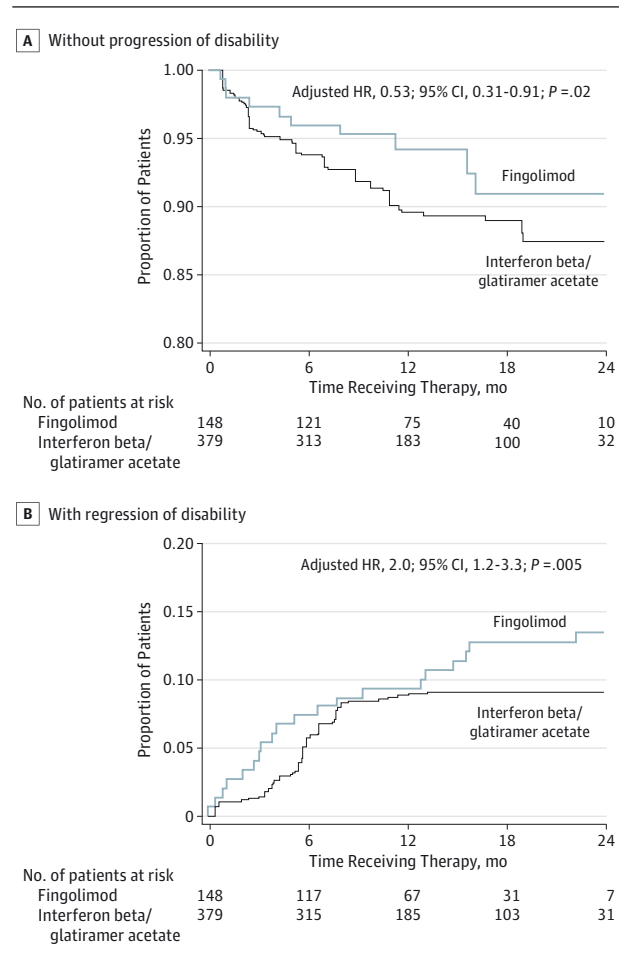 A Without progression of disability
1.00
0.95
0.90
0.85
0.80
Proportion of Patients
Adjusted HR, 0.53; 95% CI, 0.31-0.91; P =.02
Fingolimod
Interferon beta/
glatiramer acetate
0 6 12 18 24
Time Receiving Therapy, mo
No. of patients at risk
Fingolimod 148 121 75 40 10
Interferon beta/ 379 313 183 100 32
glatiramer acetate
B With regression of disability
0.20
0.15
0.10
0.05
0
Proportion of Patients
Adjusted HR, 2.0; 95% CI, 1.2-3.3; P =.005
Fingolimod
Interferon beta/
glatiramer acetate
0 6 12 18 24
Time Receiving Therapy, mo
No. of patients at risk
Fingolimod 148 117 67 31 7
Interferon beta/ 379 315 185 103 31
glatiramer acetate